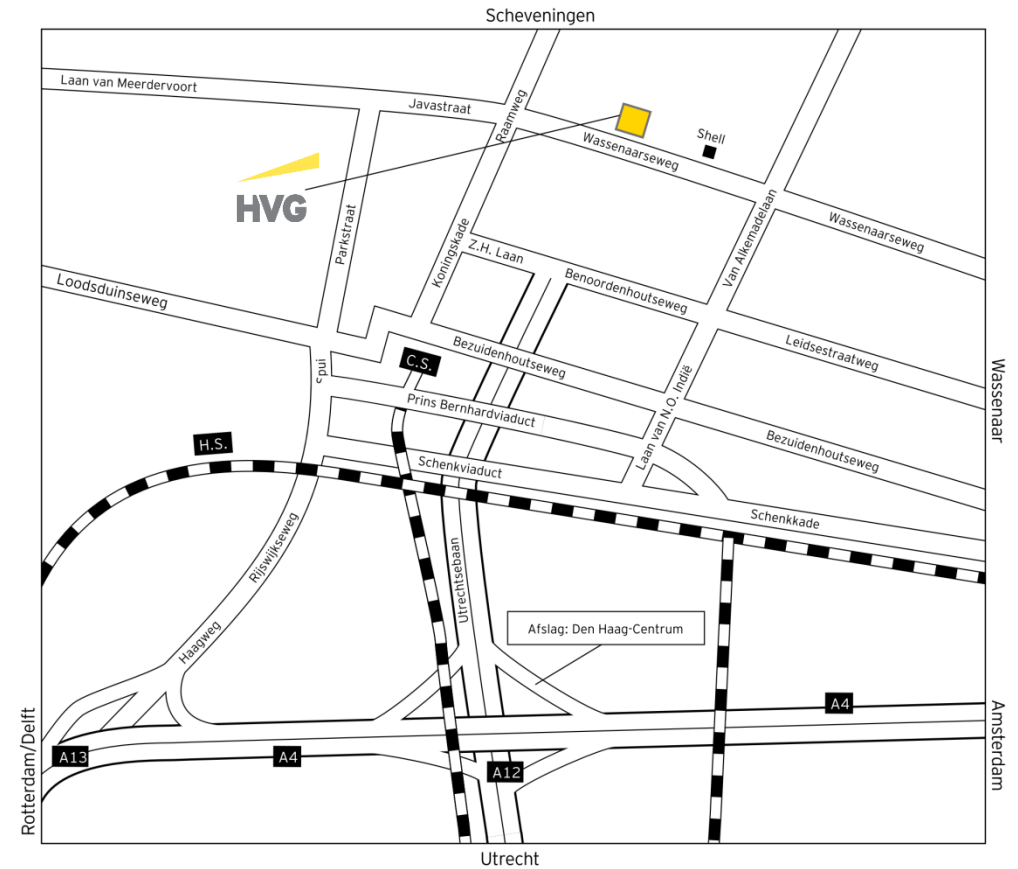 Scheveningen
Laan van Meerdervoort
Javastraat
Raamweg
Shell
Wassenaarseweg
HVG
Parkstraat
Koningskade
Z.H. Laan
Van Alkemadelaan
Wassenaarseweg
Benoordenhoutseweg
Loodsduinseweg
Spui
C.S.
Bezuidenhoutseweg
Leidsestraatweg
Wassenaar
Prins Bernhardviaduct
Laan van N.O. Indië
Bezuidenhoutseweg
H.S.
Schenkviaduct
Schenkkade
Rijswijkseweg
Utrechtsebaan
Afslag: Den Haag-Centrum
Haagweg
A4
Rotterdam/Delft
A13
A4
A12
Amsterdam
Utrecht